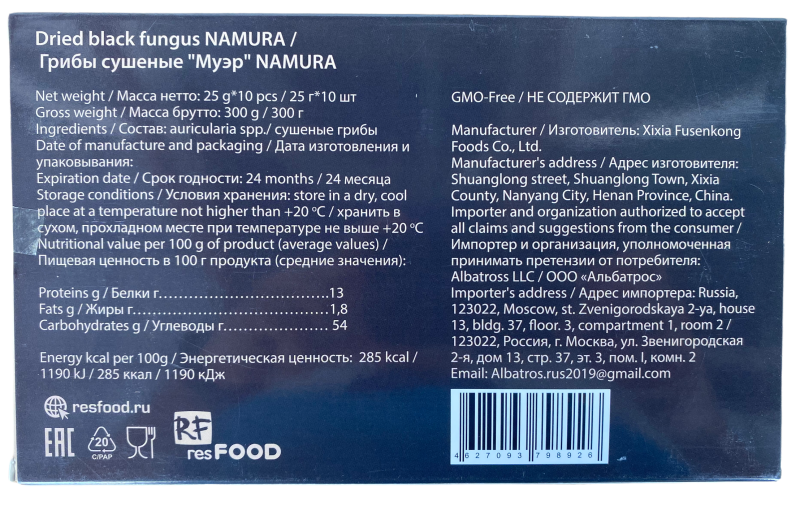 Dried black fungus NAMURA /
Грибы сушеные "Муэр" NAMURA
Net weight / Масса нетто: 25 g*10 pcs / 25 г*10 шт
Gross weight / Масса брутто: 300 g / 300 г
Ingredients / Состав: auricularia spp./ сушеные грибы
Date of manufacture and packaging / Дата изготовления и
упаковывания:
Expiration date / Срок годности: 24 months / 24 месяца
Storage conditions / Условия хранения: store in a dry, cool
place at a temperature not higher than +20 °C / хранить в
сухом, прохладном месте при температуре не выше +20 °C
Nutritional value per 100 g of product (average values) /
Пищевая ценность в 100 г продукта (средние значения):
Proteins g / Белки г..................................13
Fats g / Жиры г.......................................1,8
Carbohydrates g / Углеводы г..................... 54
Energy kcal per 100g / Энергетическая ценность: 285 kcal /
1190 kJ / 285 ккал / 1190 кДж
resfood.ru
EAC
20
C/PAP
RF
resFOOD
GMO-Free / НЕ СОДЕРЖИТ ГМО
Manufacturer / Изготовитель: Xixia Fusenkong
Foods Co., Ltd.
Manufacturer's address / Адрес изготовителя:
Shuanglong street, Shuanglong Town, Xixia
County, Nanyang City, Henan Province, China.
Importer and organization authorized to accept
all claims and suggestions from the consumer /
Импортер и организация, уполномоченная
принимать претензии от потребителя:
Albatross LLC / ООО «Альбатрос»
Importer's address / Адрес импортера: Russia,
123022, Moscow, st. Zvenigorodskaya 2-ya, house
13, bldg. 37, floor. 3, compartment 1, room 2 /
123022, Россия, г. Москва, ул. Звенигородская
2-я, дом 13, стр. 37, эт. 3, пом. I, комн. 2
Email: Albatros.rus2019@gmail.com
4627093798926